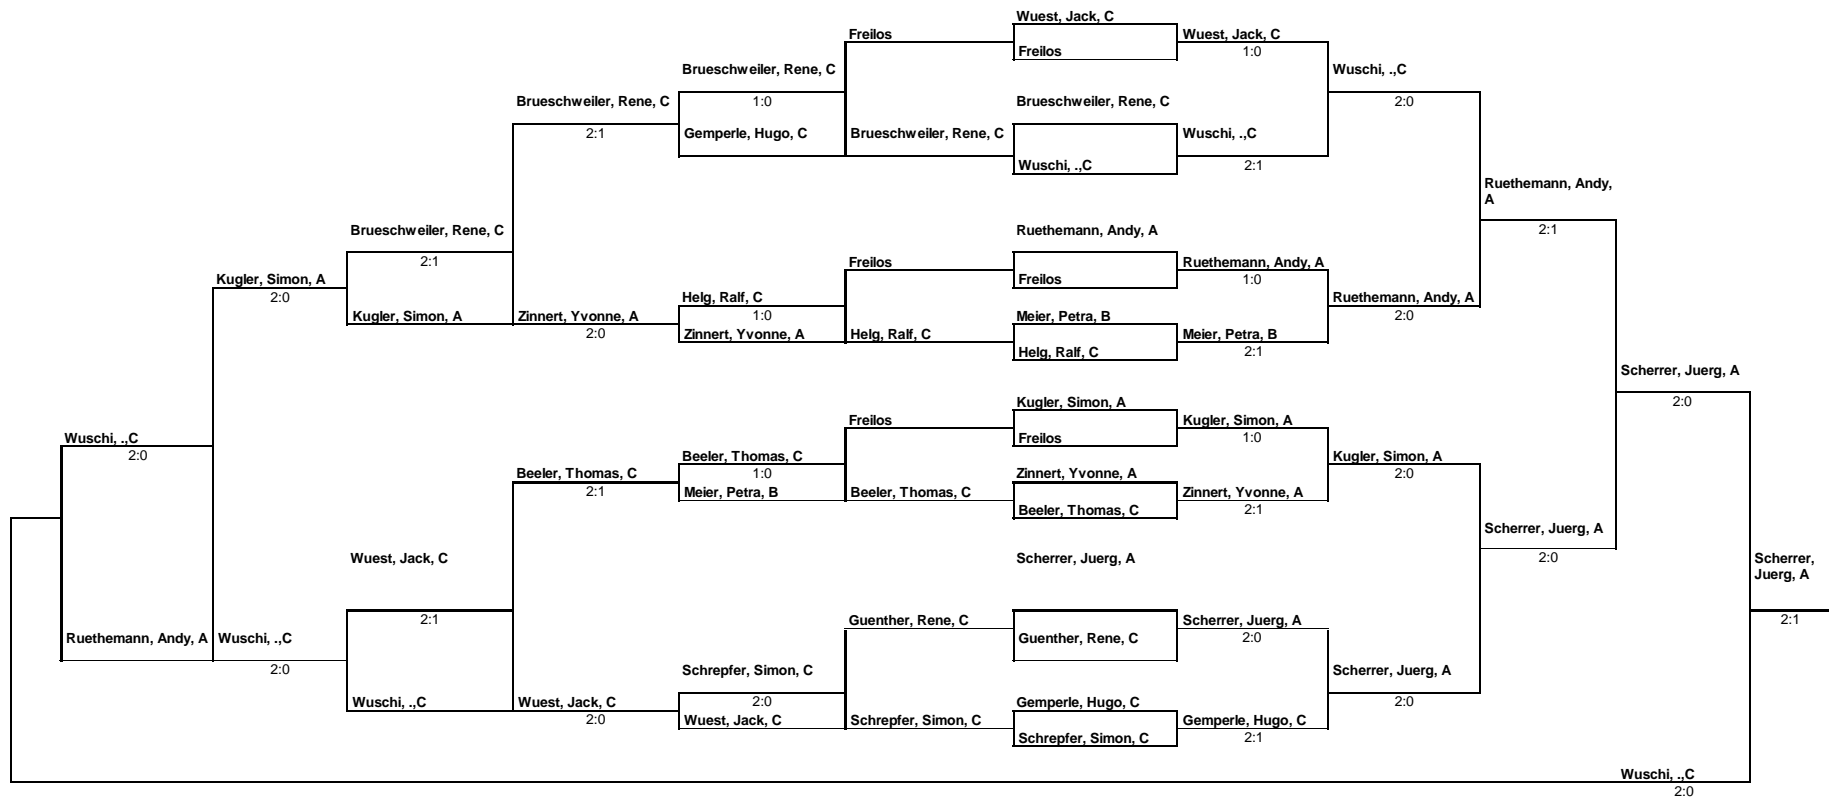 Wuest, Jack, C
Freilos
Wuest, Jack, C
Freilos
1:0
Brueschweiler, Rene, C
Wuschi, .,C
Brueschweiler, Rene, C
1:0
Brueschweiler, Rene, C
2:0
2:1
Gemperle, Hugo, C
Brueschweiler, Rene, C
Wuschi, .,C
Wuschi, .,C
2:1
Ruethemann, Andy,
A
Brueschweiler, Rene, C
Ruethemann, Andy, A
2:1
2:1
Freilos
Ruethemann, Andy, A
Kugler, Simon, A
Freilos
1:0
2:0
Helg, Ralf, C
Ruethemann, Andy, A
Kugler, Simon, A
Zinnert, Yvonne, A
1:0
Meier, Petra, B
2:0
2:0
Zinnert, Yvonne, A
Helg, Ralf, C
Meier, Petra, B
Helg, Ralf, C
2:1
Scherrer, Juerg, A
Kugler, Simon, A
2:0
Freilos
Kugler, Simon, A
Wuschi, .,C
Freilos
1:0
2:0
Beeler, Thomas, C
Kugler, Simon, A
Beeler, Thomas, C
1:0
Zinnert, Yvonne, A
2:0
2:1
Meier, Petra, B
Beeler, Thomas, C
Zinnert, Yvonne, A
Beeler, Thomas, C
2:1
Scherrer, Juerg, A
Wuest, Jack, C
Scherrer, Juerg, A
2:0
Scherrer,
Juerg, A
2:1
Guenther, Rene, C
Scherrer, Juerg, A
2:1
Ruethemann, Andy, A
Wuschi, .,C
Guenther, Rene, C
2:0
2:0
Schrepfer, Simon, C
Scherrer, Juerg, A
Wuschi, .,C
Wuest, Jack, C
2:0
Gemperle, Hugo, C
2:0
2:0
Wuest, Jack, C
Schrepfer, Simon, C
Gemperle, Hugo, C
Schrepfer, Simon, C
2:1
Wuschi, .,C
2:0